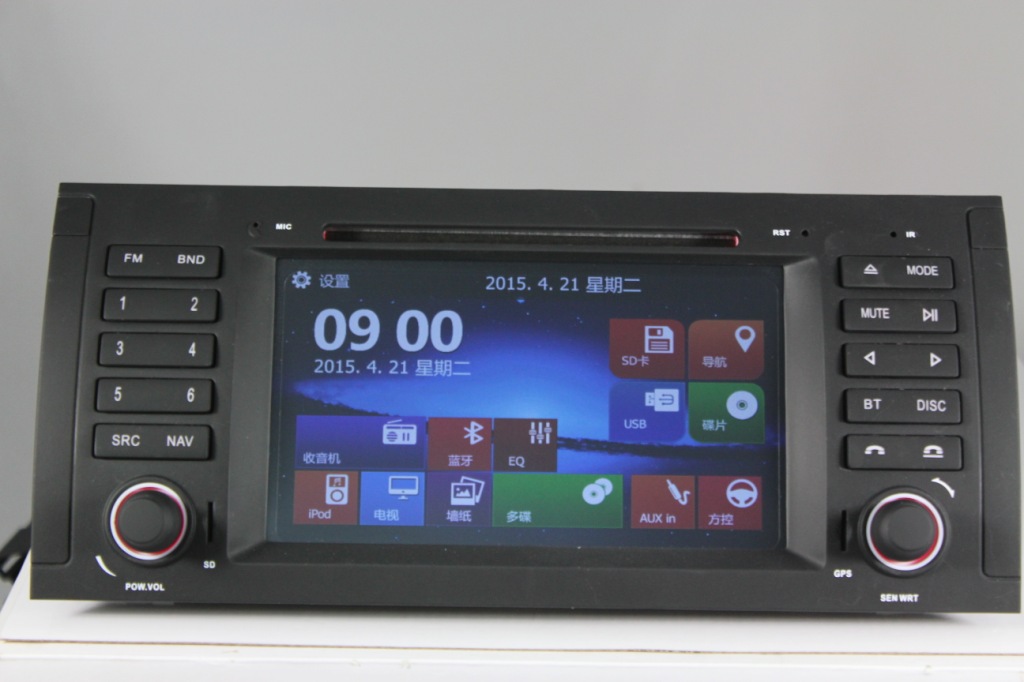 MIC
RST
IR
FM BND
1 2
3 4
5 6
SRC NAV
SD
POW.VOL
设置
2015. 4. 21 星期二
09 00
2015. 4. 21 星期二
SD卡
导航
USB
碟片
收音机
蓝牙
EQ
iPod
电视
墙纸
多碟
AUX in
方控
MODE
MUTE
BT DISC
GPS
SEN WRT